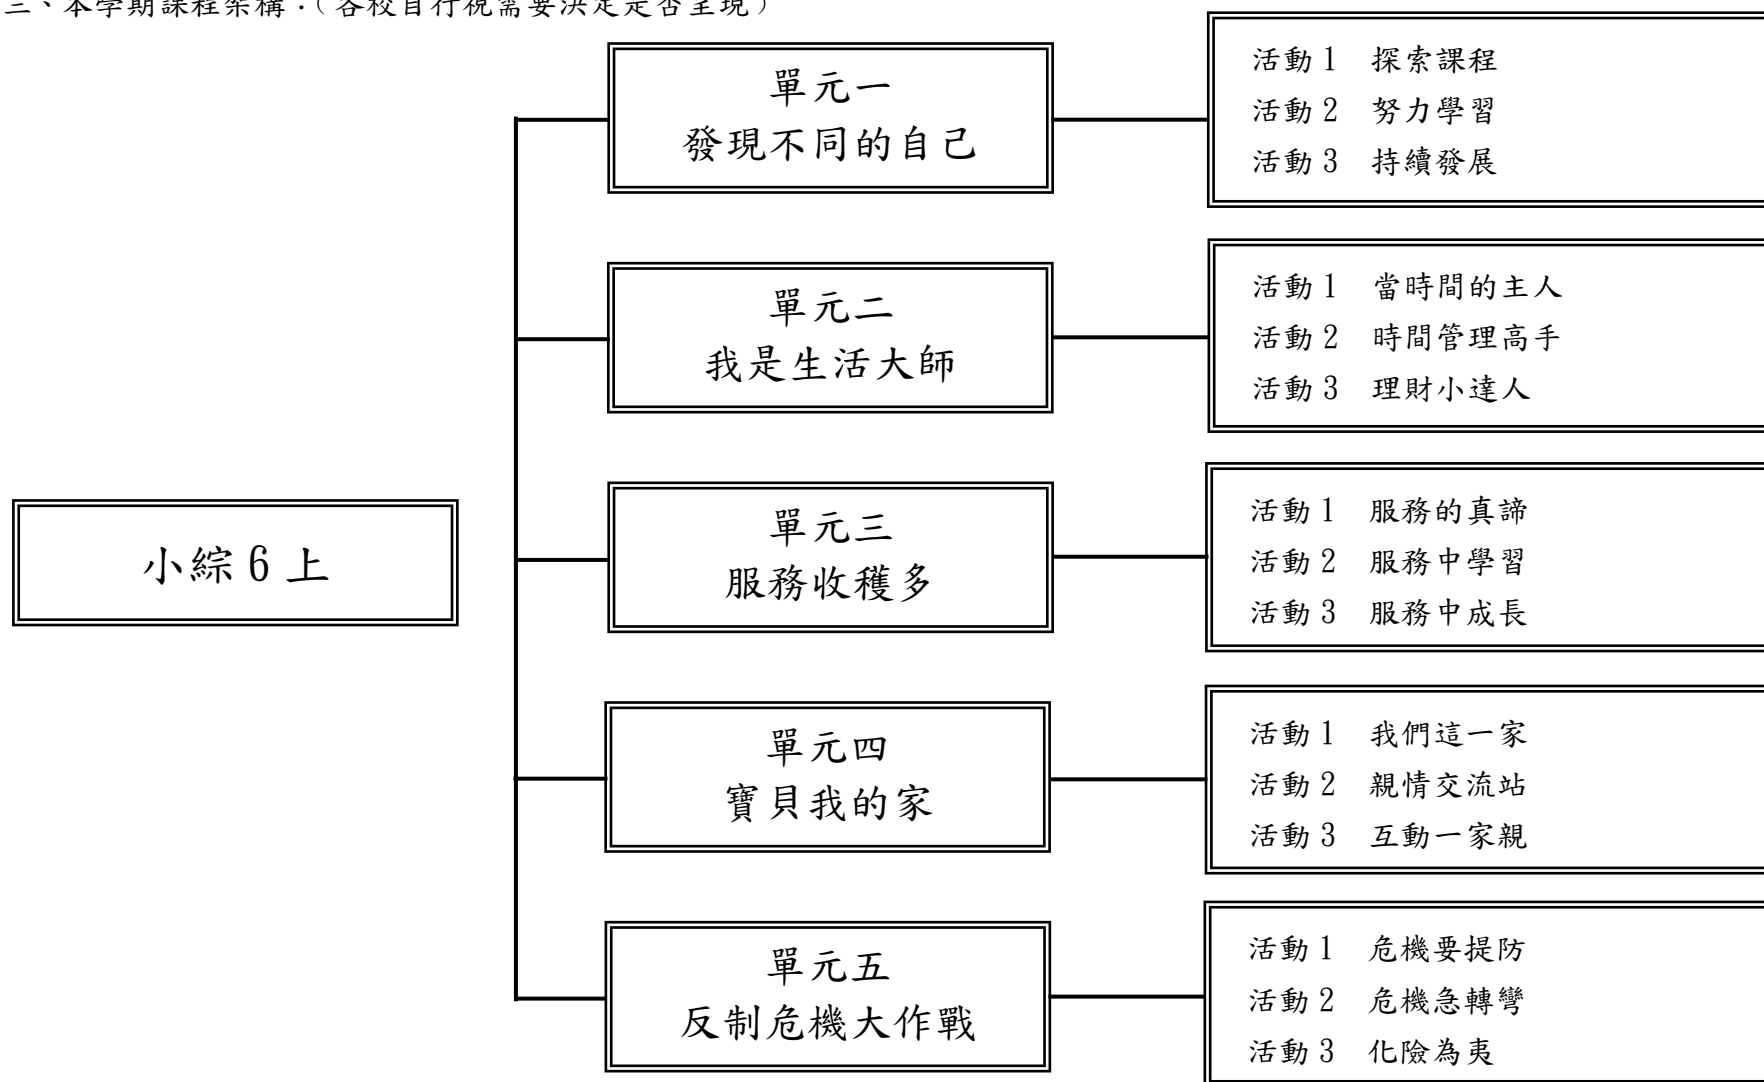 三、本學期課程架構：（各校自行視需要決定是否呈現）
小綜 6 上
單元一
發現不同的自己
活動 1 探索課程
活動 2 努力學習
活動 3 持續發展
單元二
我是生活大師
活動 1 當時間的主人
活動 2 時間管理高手
活動 3 理財小達人
單元三
服務收穫多
活動 1 服務的真諦
活動 2 服務中學習
活動 3 服務中成長
單元四
寶貝我的家
活動 1 我們這一家
活動 2 親情交流站
活動 3 互動一家親
單元五
反制危機大作戰
活動 1 危機要提防
活動 2 危機急轉彎
活動 3 化險為夷